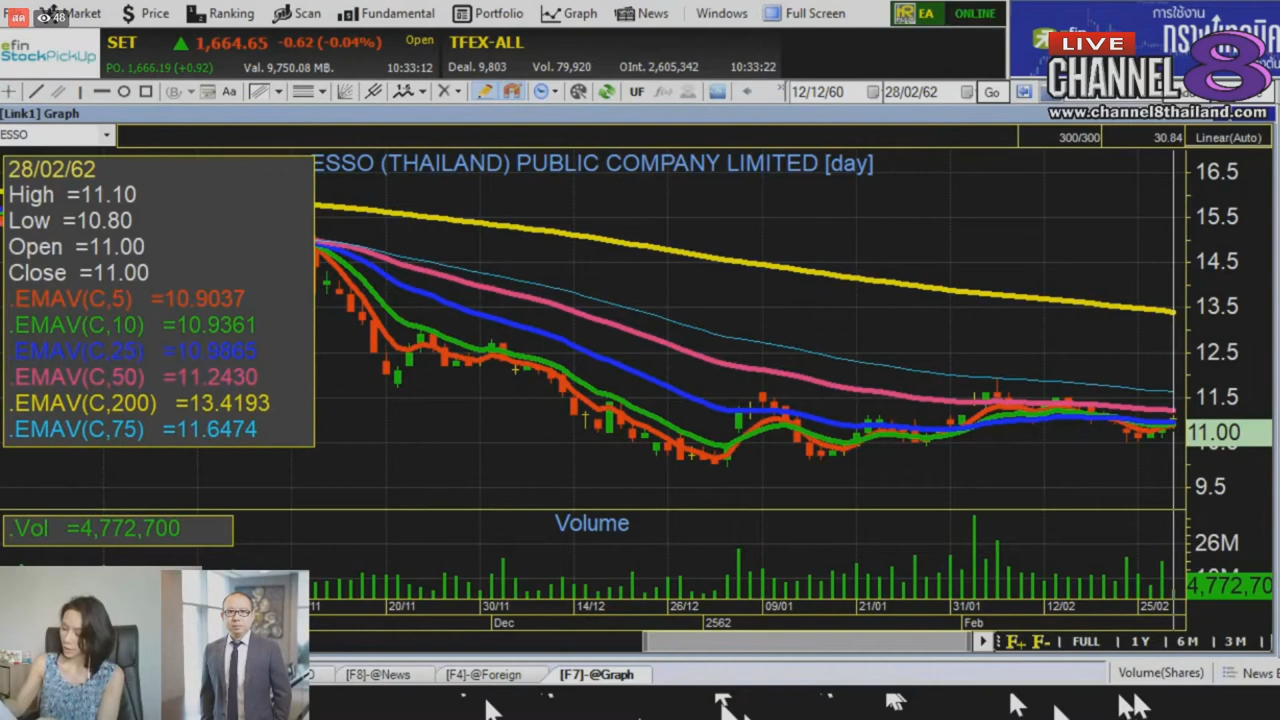 สด 48
Market $ Price Ranking Scan Fundamental Portfolio Graph News Windows Full Screen EA ONLINE
การใช้งาน
efin
StockPickUp
SET ▲ 1,664.65 -0.62 (-0.04%) Open TFEX-ALL
PO. 1,666.19 (+0.92) Val. 9,750.08 MB. 10:33:12 Deal. 9,803 Vol. 79,920 OInt. 2,605,342 10:33:22
LIVE
CHANNEL 8
www.channel8thailand.com
Aa UF 12/12/60 28/02/62 Go
[Link1] Graph
ESSO 300/300 30.84 Linear(Auto)
ESSO (THAILAND) PUBLIC COMPANY LIMITED [day]
28/02/62
High =11.10
Low =10.80
Open =11.00
Close =11.00
.EMAV(C,5) =10.9037
.EMAV(C,10) =10.9361
.EMAV(C,25) =10.9865
.EMAV(C,50) =11.2430
.EMAV(C,200) =13.4193
.EMAV(C,75) =11.6474
16.5
15.5
14.5
13.5
12.5
11.5
11.00
9.5
.Vol =4,772,700
Volume
26M
4,772,70
20/11 30/11 14/12 26/12 09/01 21/01 31/01 12/02 25/02
Dec 2562 Feb
F+ F- FULL 1Y 6M 3M
[F8]-@News [F4]-@Foreign [F7]-@Graph Volume(Shares) News